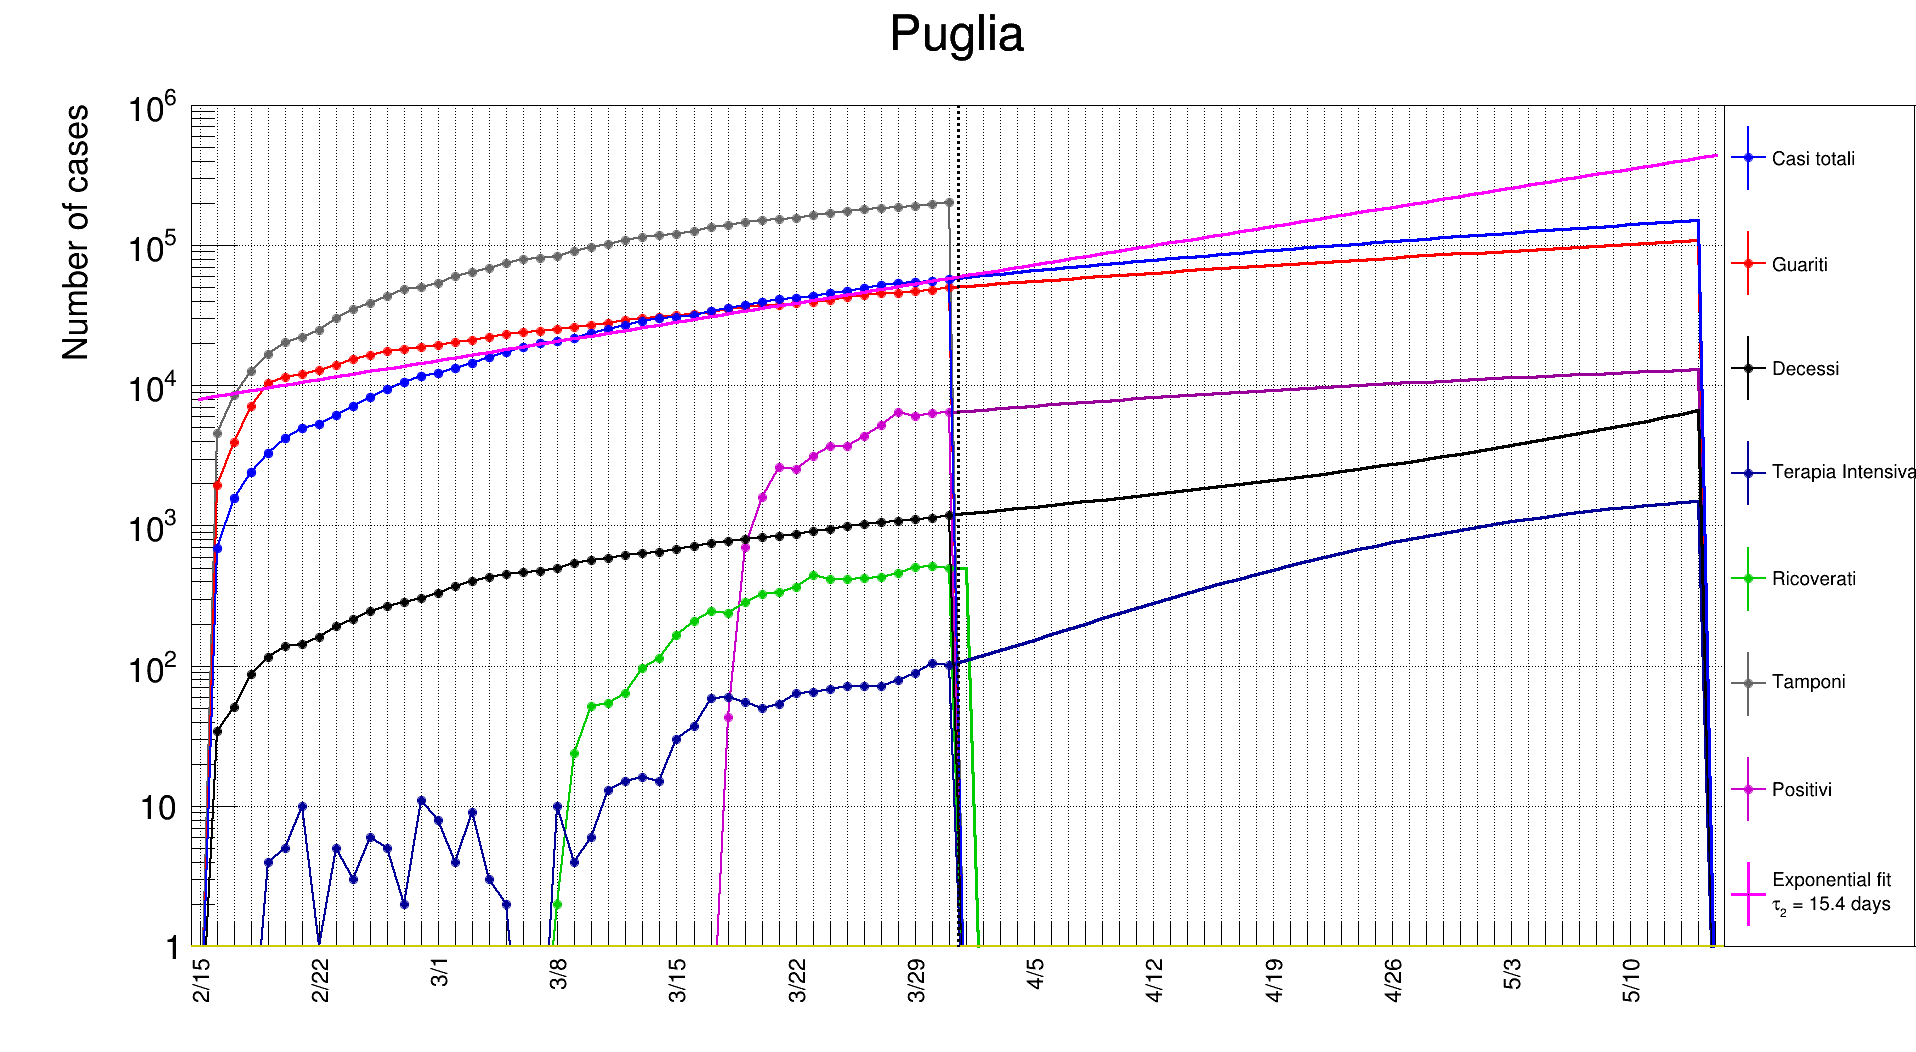 Puglia
Number of cases
10^6
10^5
10^4
10^3
10^2
10
1
2/15 2/22 3/1 3/8 3/15 3/22 3/29 4/5 4/12 4/19 4/26 5/3 5/10
Casi totali
Guariti
Decessi
Terapia Intensiva
Ricoverati
Tamponi
Positivi
Exponential fit
τ₂ = 15.4 days